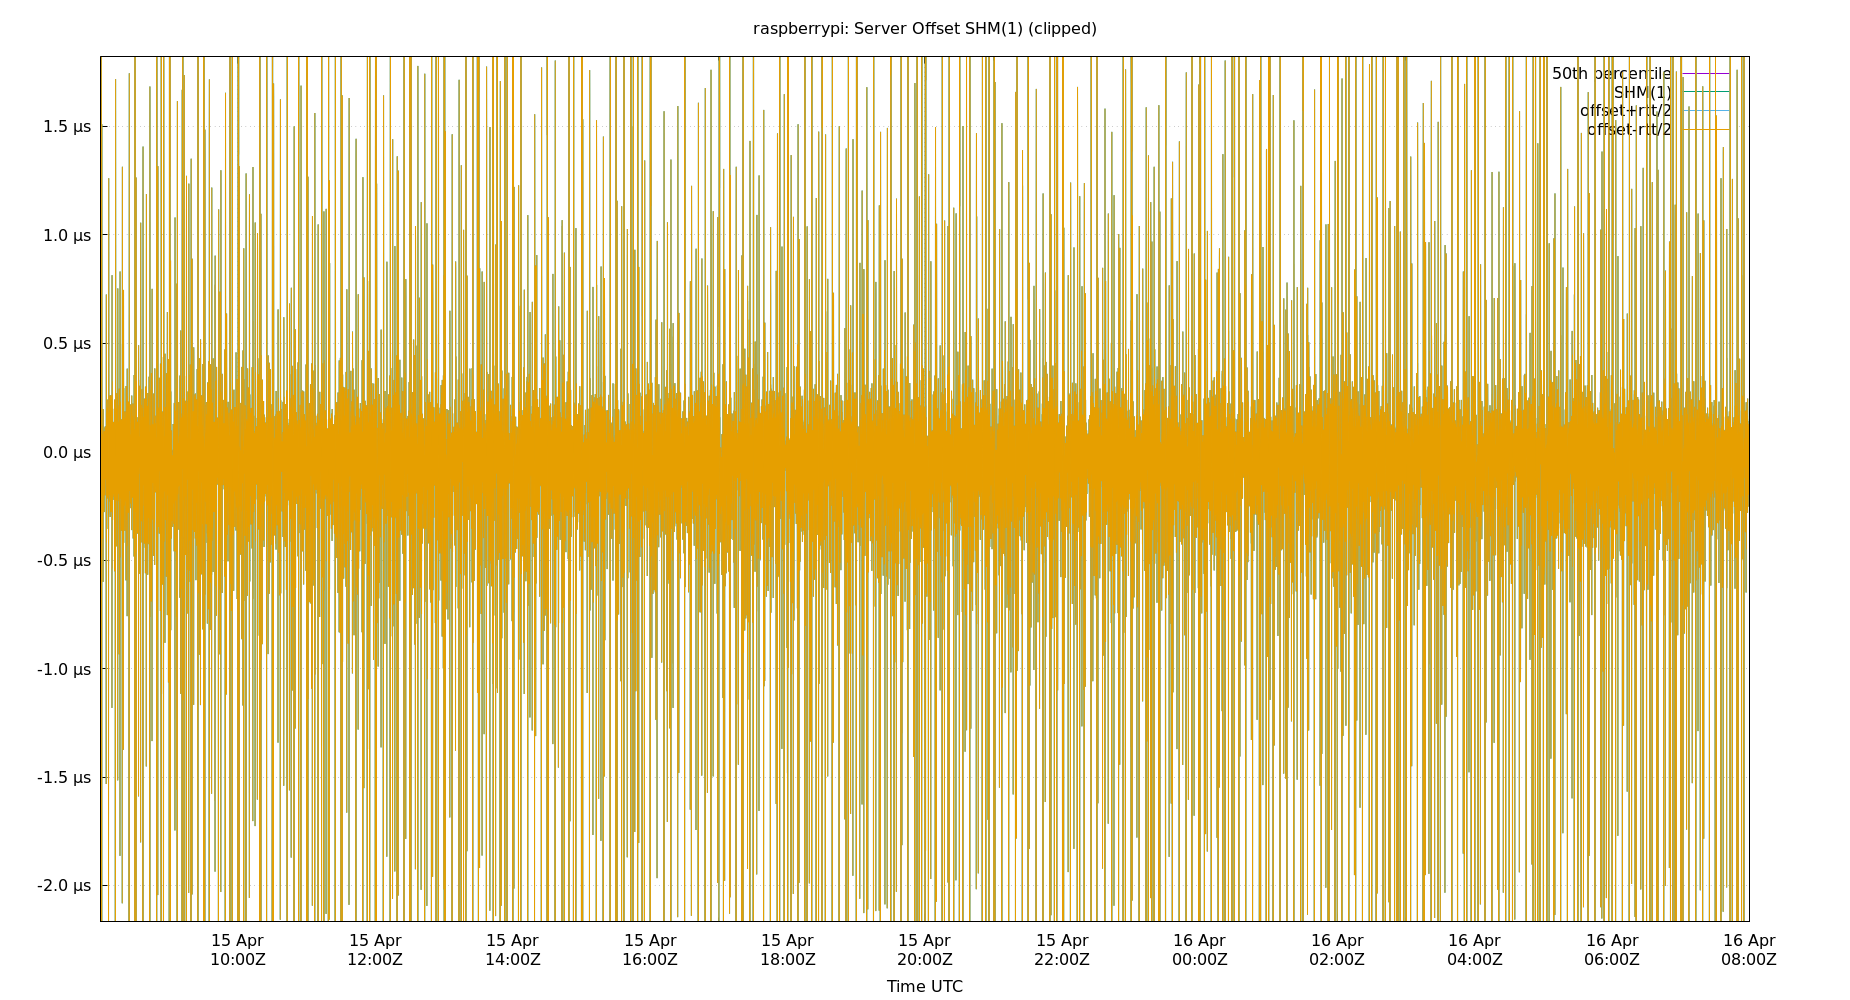 raspberrypi: Server Offset SHM(1) (clipped)
50th percentile
SHM(1)
offset+rtt/2
offset-rtt/2
1.5 µs
1.0 µs
0.5 µs
0.0 µs
-0.5 µs
-1.0 µs
-1.5 µs
-2.0 µs
15 Apr 15 Apr 15 Apr 15 Apr 15 Apr 15 Apr 15 Apr 16 Apr 16 Apr 16 Apr 16 Apr 16 Apr
10:00Z 12:00Z 14:00Z 16:00Z 18:00Z 20:00Z 22:00Z 00:00Z 02:00Z 04:00Z 06:00Z 08:00Z
Time UTC